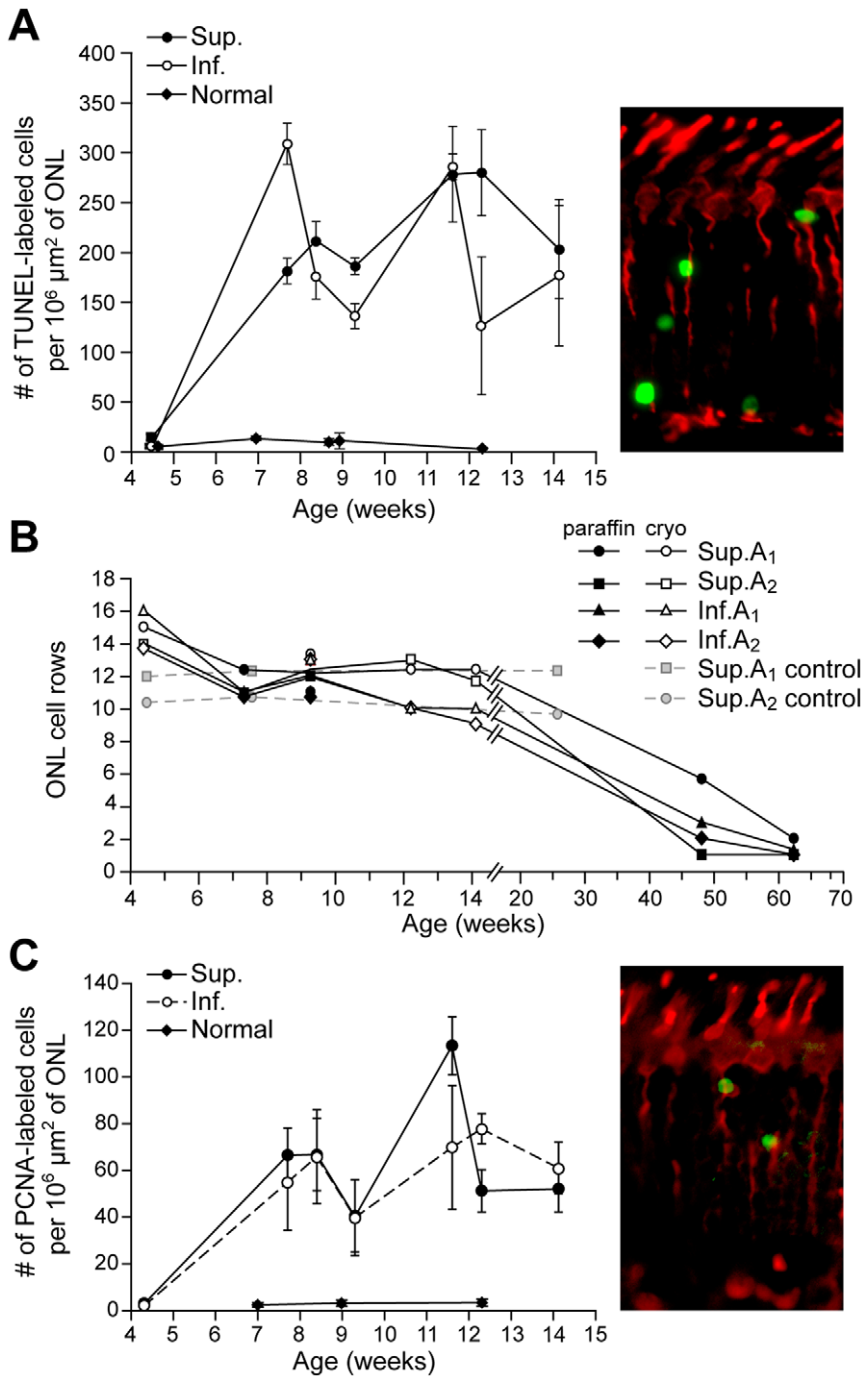 A
Sup.
Inf.
Normal
400
350
300
250
200
150
100
50
0
# of TUNEL-labeled cells
per 10⁶ µm² of ONL
4 5 6 7 8 9 10 11 12 13 14 15
Age (weeks)
B
paraffin cryo
Sup.A₁
Sup.A₂
Inf.A₁
Inf.A₂
Sup.A₁ control
Sup.A₂ control
18
16
14
12
10
8
6
4
2
0
ONL cell rows
4 6 8 10 12 14 20 30 40 50 60 70
Age (weeks)
C
Sup.
Inf.
Normal
140
120
100
80
60
40
20
0
# of PCNA-labeled cells
per 10⁶ µm² of ONL
4 5 6 7 8 9 10 11 12 13 14 15
Age (weeks)